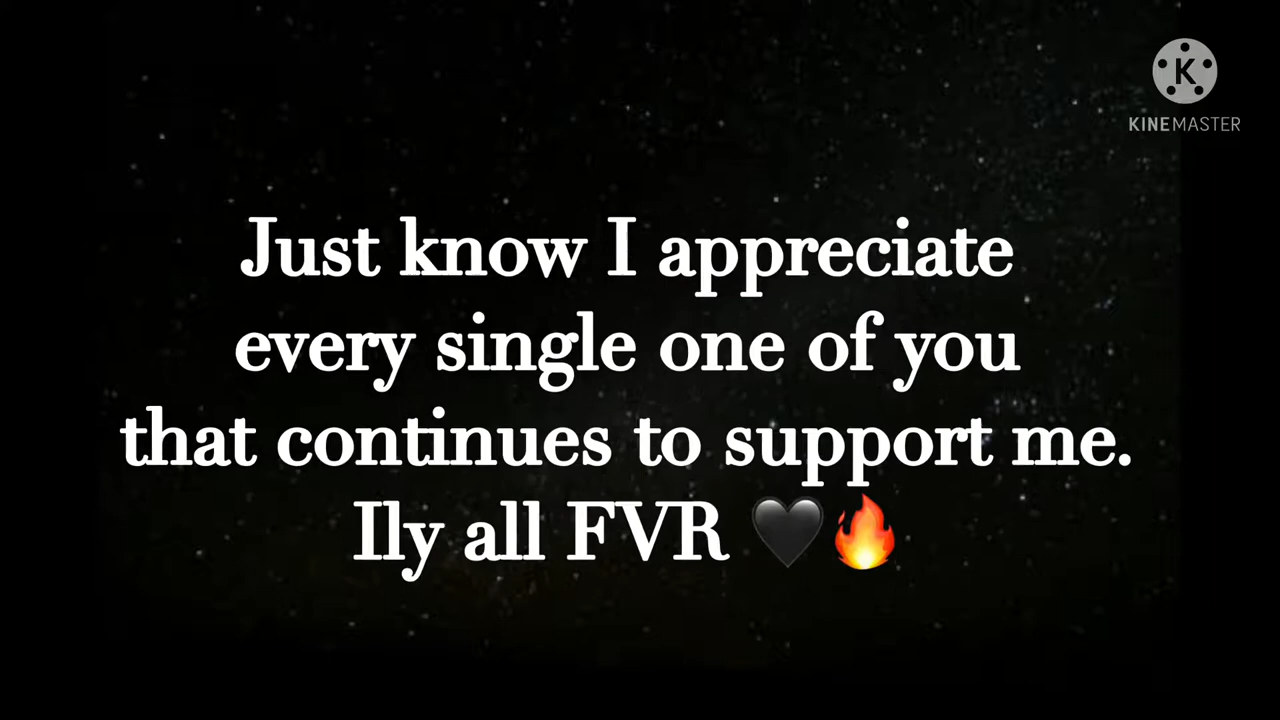 K
KINEMASTER
Just know I appreciate
every single one of you
that continues to support me.
Ily all FVR 🖤🔥